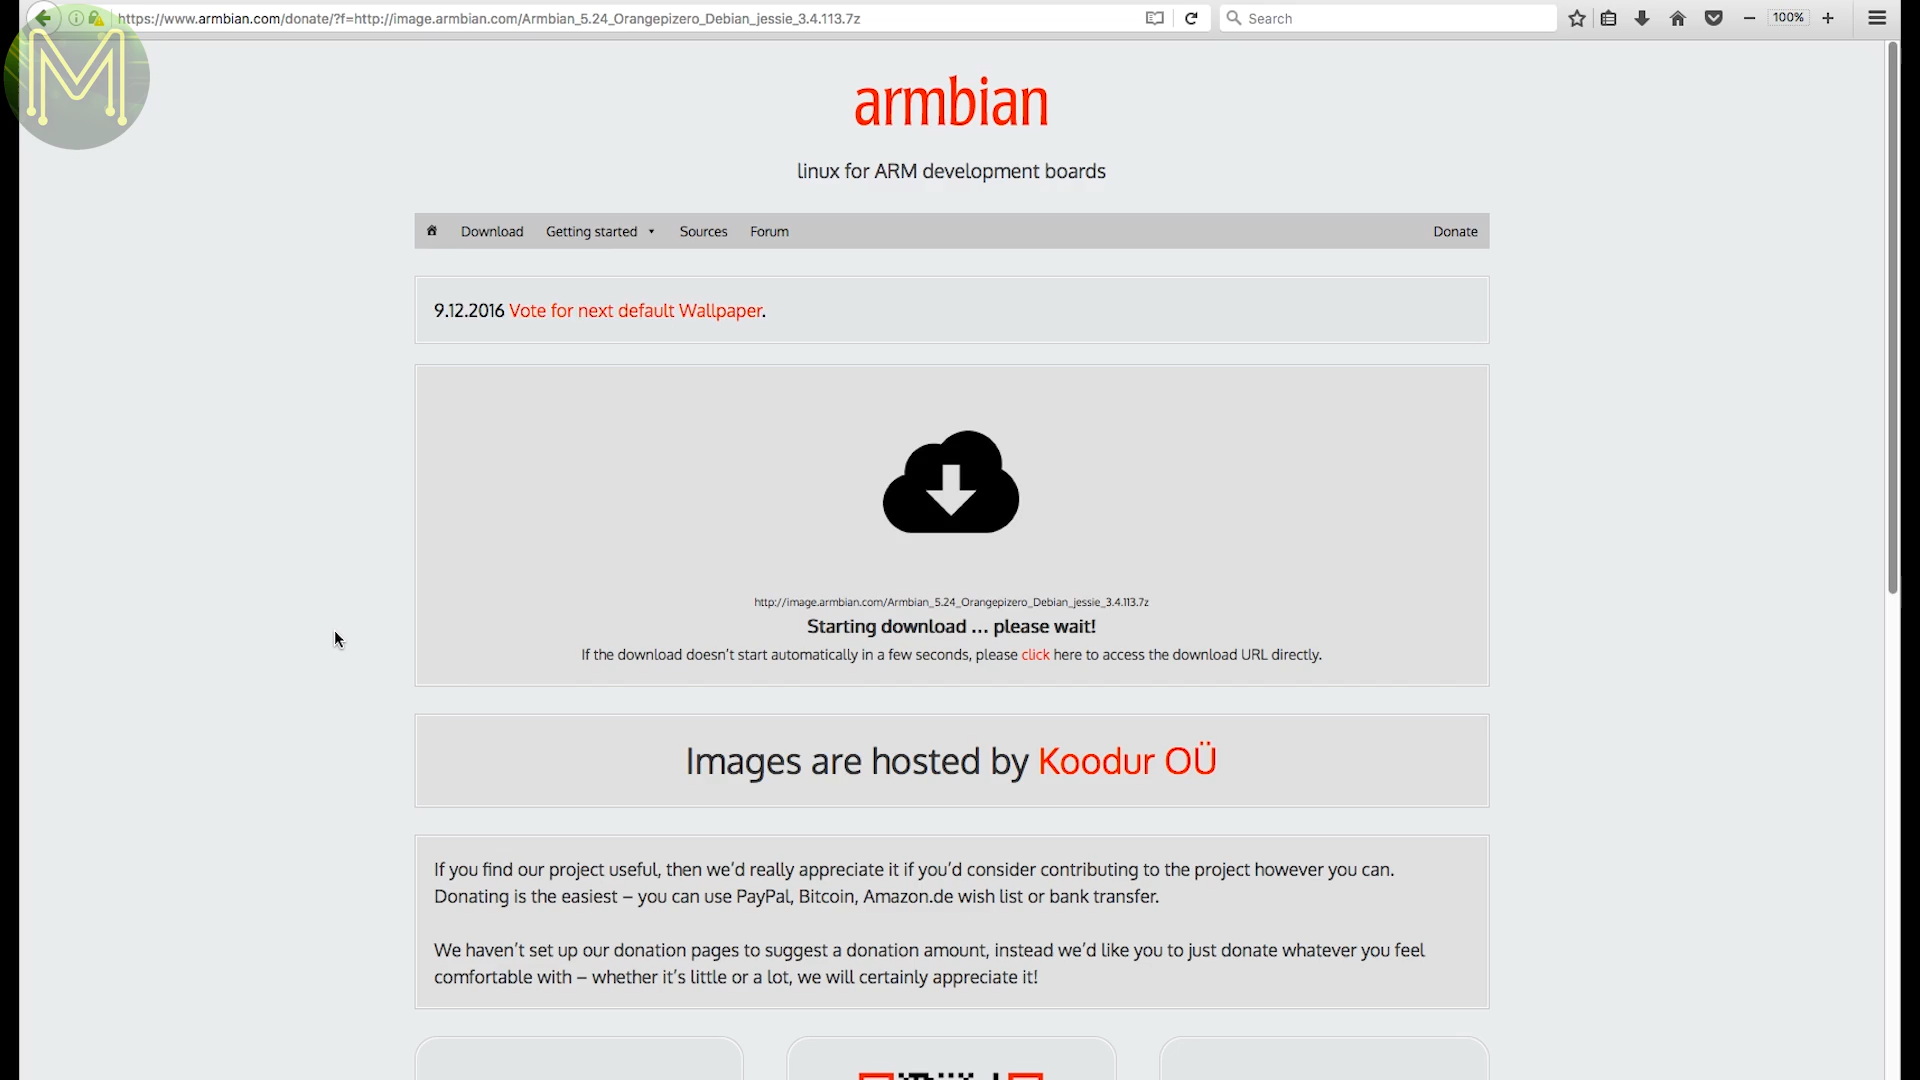 https://www.armbian.com/donate/?f=http://image.armbian.com/Armbian_5.24_Orangepizero_Debian_jessie_3.4.113.7z
Search
100%
M
armbian
linux for ARM development boards
Download Getting started Sources Forum Donate
9.12.2016 Vote for next default Wallpaper.
http://image.armbian.com/Armbian_5.24_Orangepizero_Debian_jessie_3.4.113.7z
Starting download ... please wait!
If the download doesn't start automatically in a few seconds, please click here to access the download URL directly.
Images are hosted by Koodur OÜ
If you find our project useful, then we'd really appreciate it if you'd consider contributing to the project however you can.
Donating is the easiest – you can use PayPal, Bitcoin, Amazon.de wish list or bank transfer.
We haven't set up our donation pages to suggest a donation amount, instead we'd like you to just donate whatever you feel
comfortable with – whether it's little or a lot, we will certainly appreciate it!